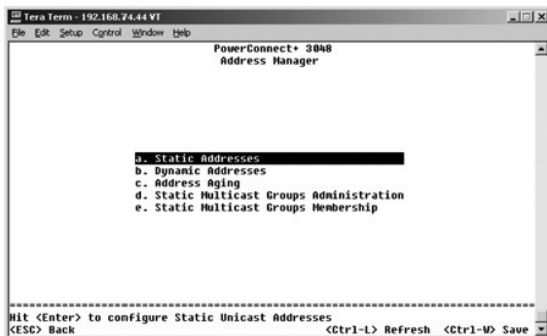 Tera Term - 192.168.74.44 VT
File Edit Setup Control Window Help
PowerConnect+ 3048
Address Manager
a. Static Addresses
b. Dynamic Addresses
c. Address Aging
d. Static Multicast Groups Administration
e. Static Multicast Groups Membership
Hit <Enter> to configure Static Unicast Addresses
<ESC> Back <Ctrl-L> Refresh <Ctrl-W> Save